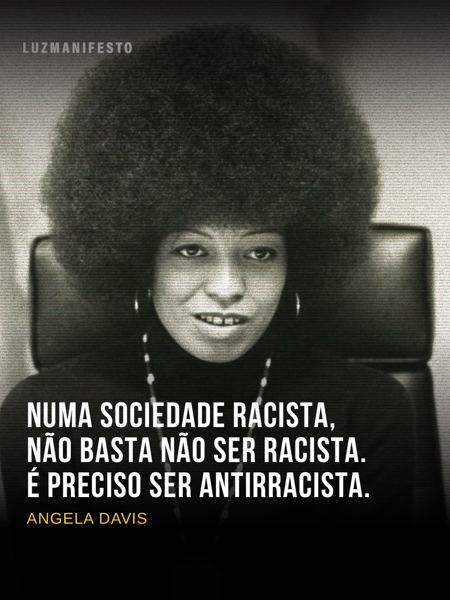 LUZMANIFESTO
NUMA SOCIEDADE RACISTA,
NÃO BASTA NÃO SER RACISTA.
É PRECISO SER ANTIRRACISTA.
ANGELA DAVIS